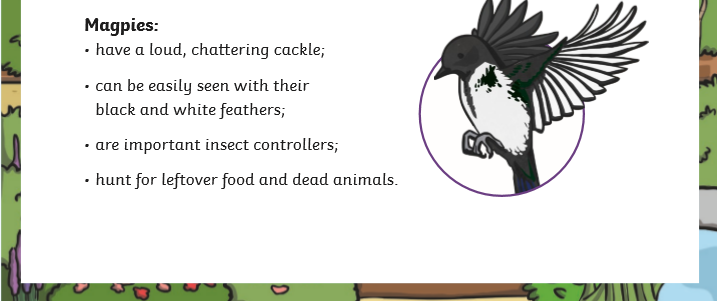 Magpies:
• have a loud, chattering cackle;
• can be easily seen with their
black and white feathers;
• are important insect controllers;
• hunt for leftover food and dead animals.